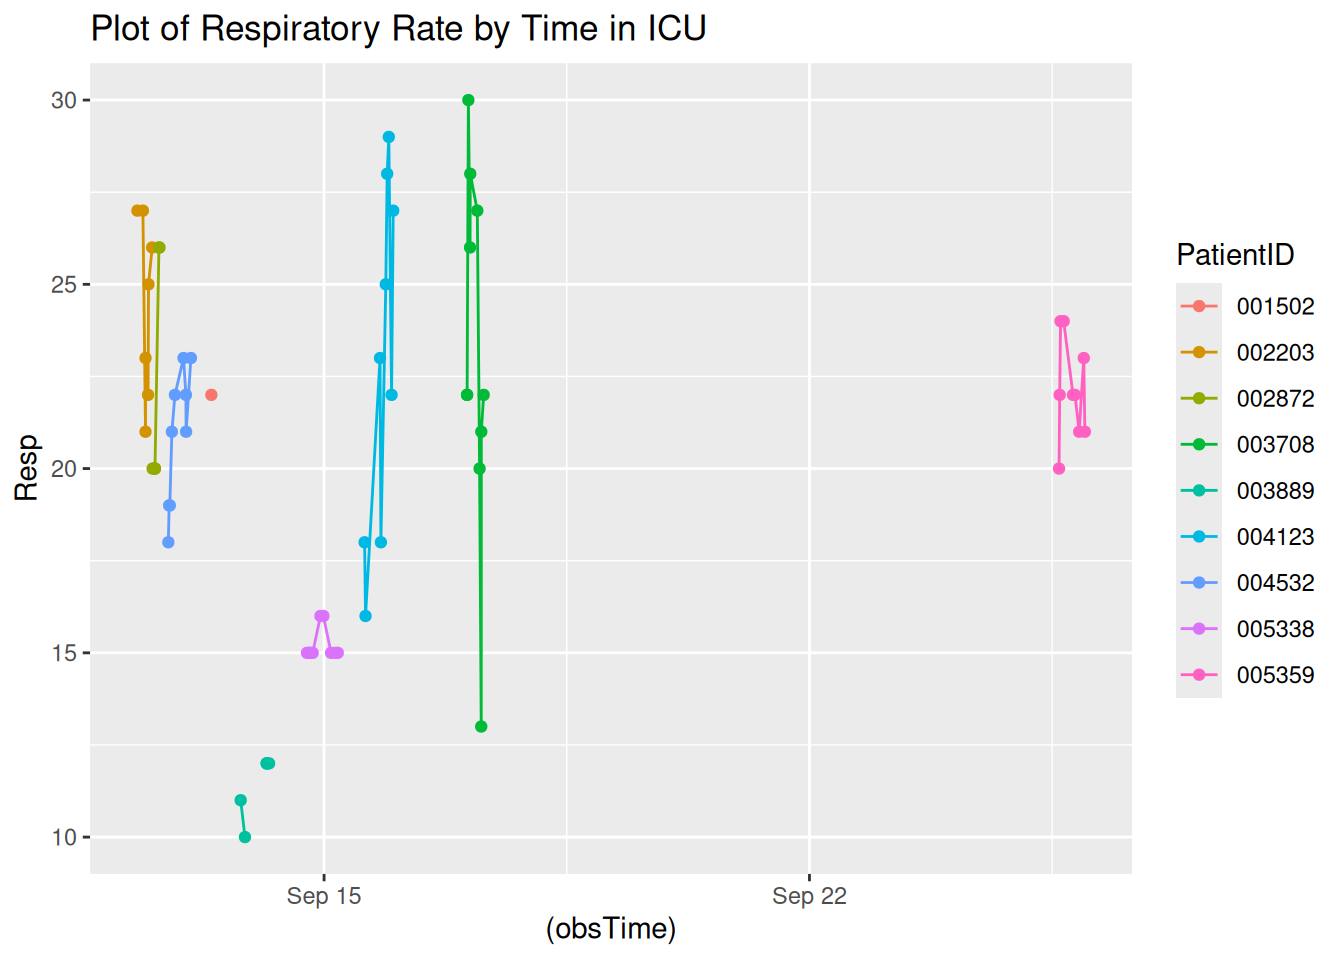 Plot of Respiratory Rate by Time in ICU
30
25
20
15
10
Resp
Sep 15
Sep 22
(obsTime)
PatientID
001502
002203
002872
003708
003889
004123
004532
005338
005359